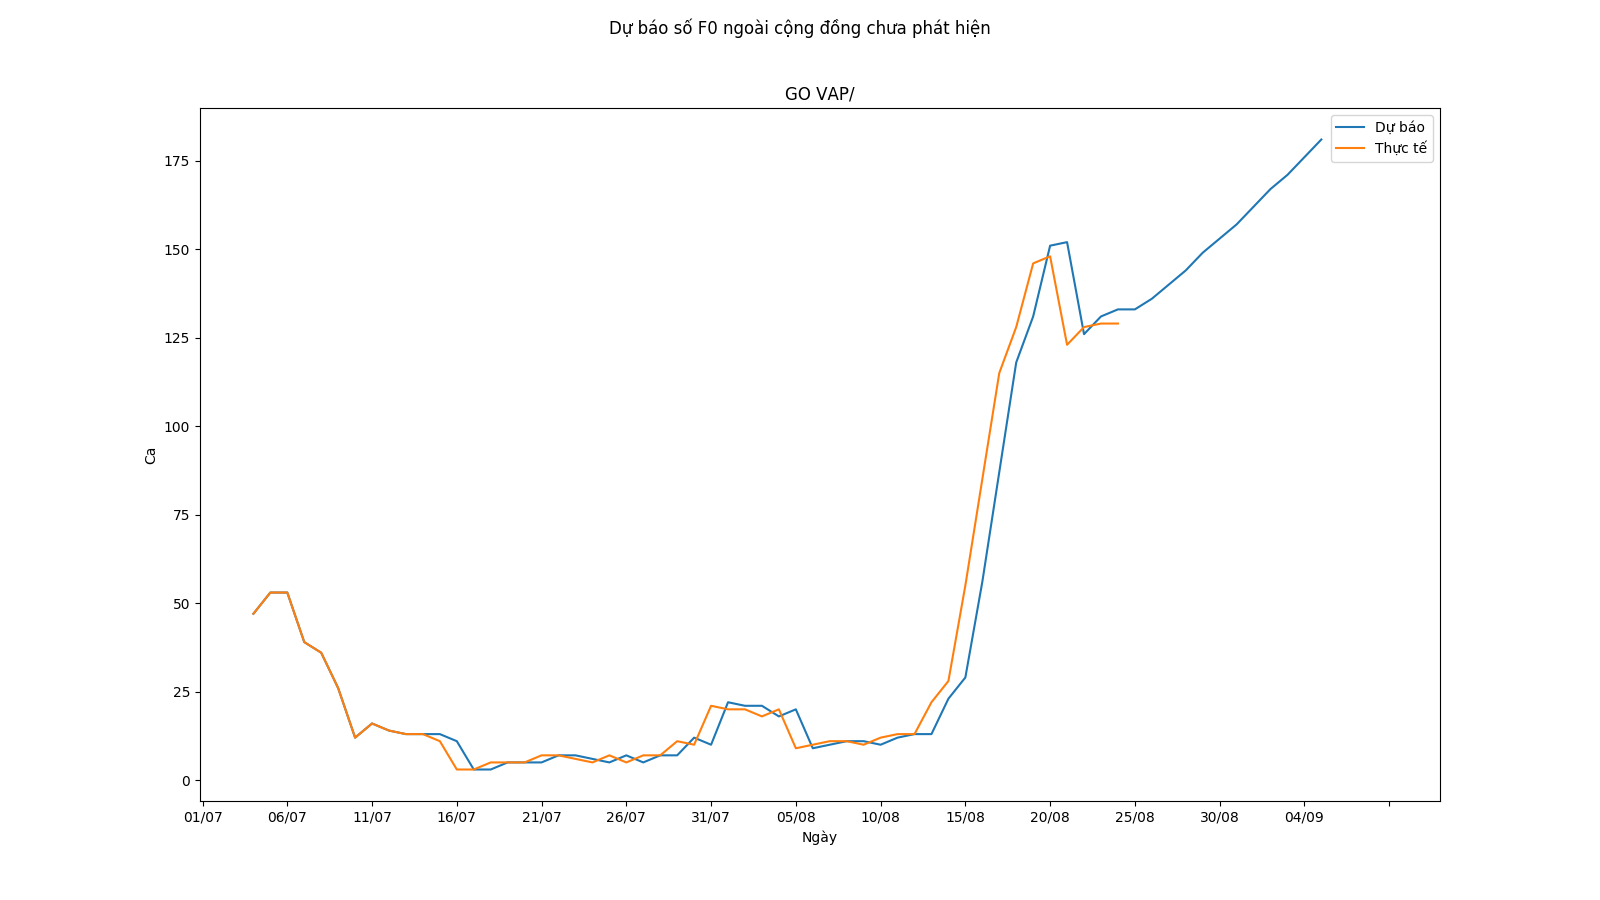 Dự báo số F0 ngoài cộng đồng chưa phát hiện
GO VAP/
Dự báo
Thực tế
175
150
125
100
75
50
25
0
Ca
01/07 06/07 11/07 16/07 21/07 26/07 31/07 05/08 10/08 15/08 20/08 25/08 30/08 04/09
Ngày